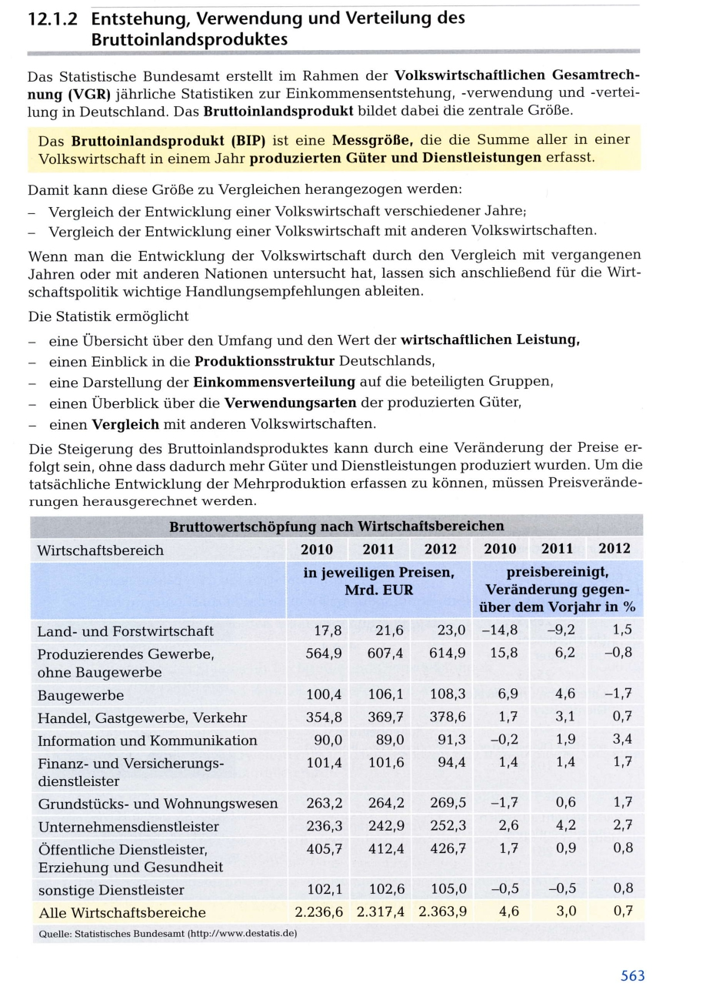 12.1.2 Entstehung, Verwendung und Verteilung des
Bruttoinlandsproduktes
Das Statistische Bundesamt erstellt im Rahmen der Volkswirtschaftlichen Gesamtrech-
nung (VGR) jährliche Statistiken zur Einkommensentstehung, -verwendung und -vertei-
lung in Deutschland. Das Bruttoinlandsprodukt bildet dabei die zentrale Größe.
Das Bruttoinlandsprodukt (BIP) ist eine Messgröße, die die Summe aller in einer
Volkswirtschaft in einem Jahr produzierten Güter und Dienstleistungen erfasst.
Damit kann diese Größe zu Vergleichen herangezogen werden:
– Vergleich der Entwicklung einer Volkswirtschaft verschiedener Jahre;
– Vergleich der Entwicklung einer Volkswirtschaft mit anderen Volkswirtschaften.
Wenn man die Entwicklung der Volkswirtschaft durch den Vergleich mit vergangenen
Jahren oder mit anderen Nationen untersucht hat, lassen sich anschließend für die Wirt-
schaftspolitik wichtige Handlungsempfehlungen ableiten.
Die Statistik ermöglicht
– eine Übersicht über den Umfang und den Wert der wirtschaftlichen Leistung,
– einen Einblick in die Produktionsstruktur Deutschlands,
– eine Darstellung der Einkommensverteilung auf die beteiligten Gruppen,
– einen Überblick über die Verwendungsarten der produzierten Güter,
– einen Vergleich mit anderen Volkswirtschaften.
Die Steigerung des Bruttoinlandsproduktes kann durch eine Veränderung der Preise er-
folgt sein, ohne dass dadurch mehr Güter und Dienstleistungen produziert wurden. Um die
tatsächliche Entwicklung der Mehrproduktion erfassen zu können, müssen Preisverände-
rungen herausgerechnet werden.
Bruttowertschöpfung nach Wirtschaftsbereichen
Wirtschaftsbereich 2010 2011 2012 2010 2011 2012
in jeweiligen Preisen, preisbereinigt,
Mrd. EUR Veränderung gegen-
über dem Vorjahr in %
Land- und Forstwirtschaft 17,8 21,6 23,0 –14,8 –9,2 1,5
Produzierendes Gewerbe, 564,9 607,4 614,9 15,8 6,2 –0,8
ohne Baugewerbe
Baugewerbe 100,4 106,1 108,3 6,9 4,6 –1,7
Handel, Gastgewerbe, Verkehr 354,8 369,7 378,6 1,7 3,1 0,7
Information und Kommunikation 90,0 89,0 91,3 –0,2 1,9 3,4
Finanz- und Versicherungs- 101,4 101,6 94,4 1,4 1,4 1,7
dienstleister
Grundstücks- und Wohnungswesen 263,2 264,2 269,5 –1,7 0,6 1,7
Unternehmensdienstleister 236,3 242,9 252,3 2,6 4,2 2,7
Öffentliche Dienstleister, 405,7 412,4 426,7 1,7 0,9 0,8
Erziehung und Gesundheit
sonstige Dienstleister 102,1 102,6 105,0 –0,5 –0,5 0,8
Alle Wirtschaftsbereiche 2.236,6 2.317,4 2.363,9 4,6 3,0 0,7
Quelle: Statistisches Bundesamt (http://www.destatis.de)
563